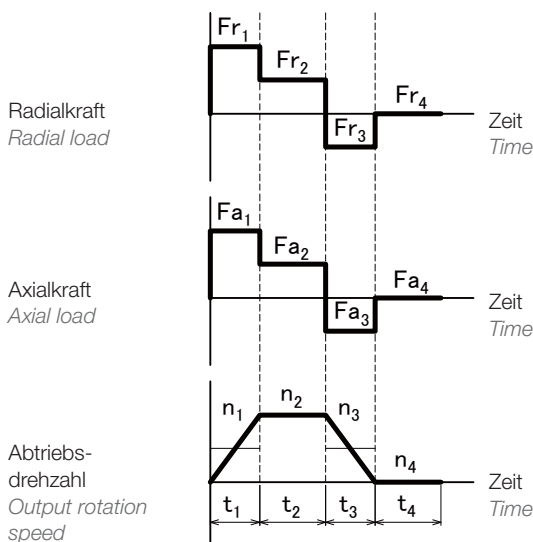 Fr₁
Fr₂
Fr₃
Fr₄
Radialkraft
Radial load
Zeit
Time
Fa₁
Fa₂
Fa₃
Fa₄
Axialkraft
Axial load
Zeit
Time
n₁
n₂
n₃
n₄
Abtriebs-
drehzahl
Output rotation
speed
Zeit
Time
t₁
t₂
t₃
t₄